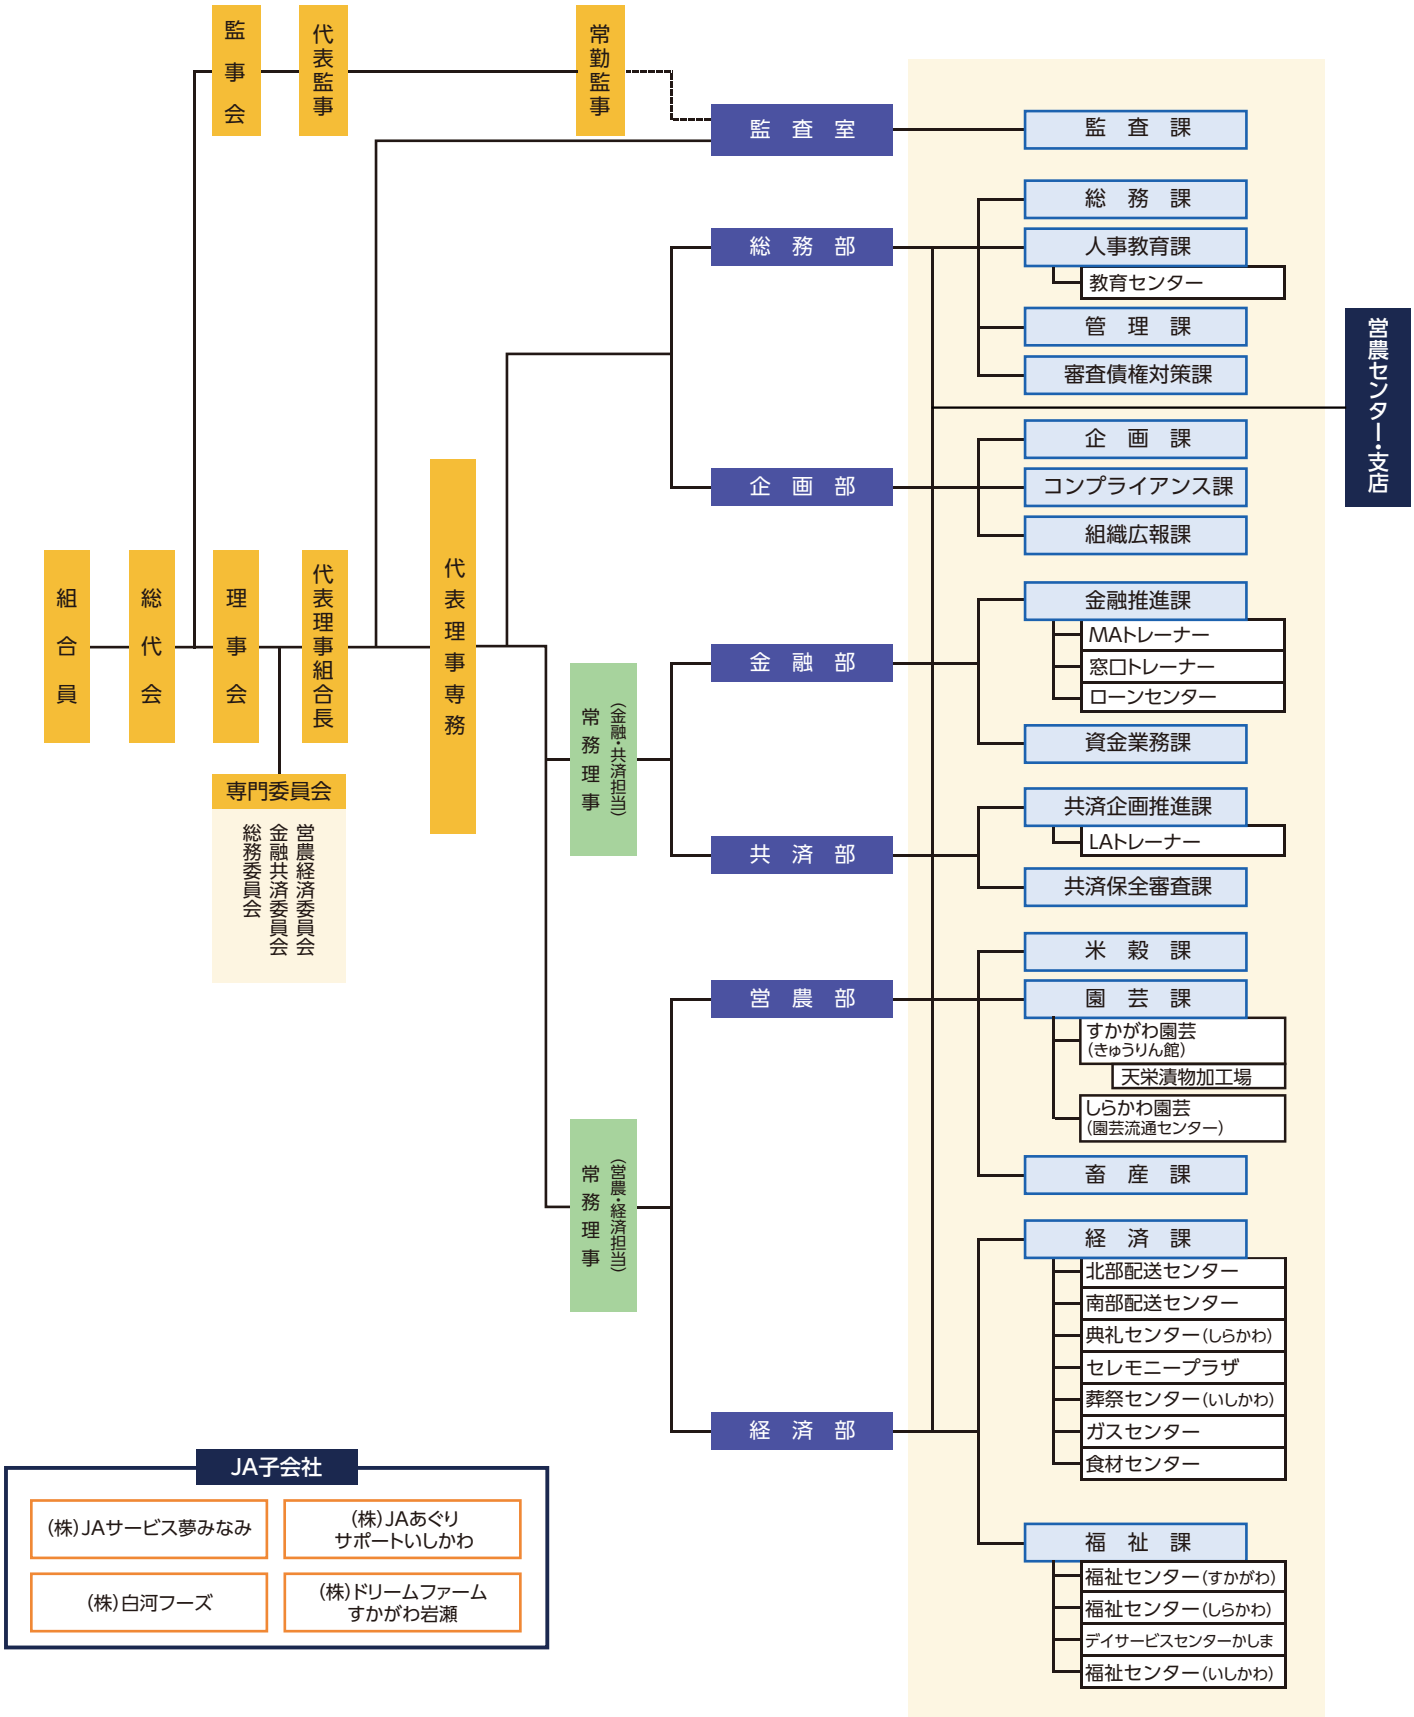 監事会
代表監事
常勤監事
監査室
監査課
総務部
総務課
人事教育課
教育センター
管理課
審査債権対策課
営農センター・支店
企画部
企画課
コンプライアンス課
組織広報課
組合員
総代会
理事会
代表理事組合長
代表理事専務
専門委員会
営農経済委員会
金融共済委員会
総務委員会
常務理事
(金融・共済担当)
金融部
金融推進課
MAトレーナー
窓口トレーナー
ローンセンター
資金業務課
共済部
共済企画推進課
LAトレーナー
共済保全審査課
常務理事
(営農・経済担当)
営農部
米穀課
園芸課
すかがわ園芸
(きゅうりん館)
天栄漬物加工場
しらかわ園芸
(園芸流通センター)
畜産課
経済部
経済課
北部配送センター
南部配送センター
典礼センター(しらかわ)
セレモニープラザ
葬祭センター(いしかわ)
ガスセンター
食材センター
福祉課
福祉センター(すかがわ)
福祉センター(しらかわ)
デイサービスセンターかしま
福祉センター(いしかわ)
JA子会社
(株)JAサービス夢みなみ
(株)JAあぐり
サポートいしかわ
(株)白河フーズ
(株)ドリームファーム
すかがわ岩瀬